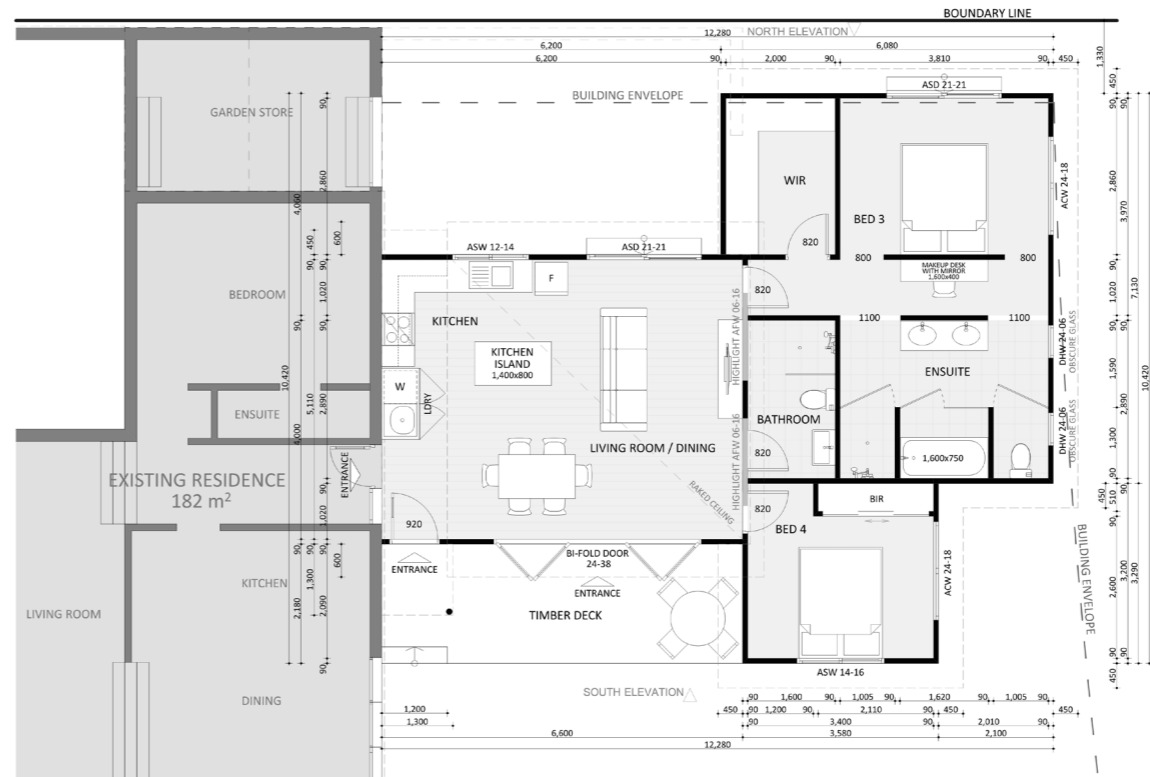 BOUNDARY LINE
NORTH ELEVATION
12,280
6,200
6,080
6,200
90
2,000
90
3,810
90
450
1,330
450
ASD 21-21
BUILDING ENVELOPE
GARDEN STORE
90
90
90
WIR
ACW 24-18
2,860
4,060
2,860
3,970
BED 3
820
450
600
ASW 12-14
ASD 21-21
800
800
MAKEUP DESK
WITH MIRROR
1,600x400
F
820
90
1,020
90
90
1,020
90
7,130
BEDROOM
KITCHEN
HIGHLIGHT AFW 06-16
1100
1100
DHW 24-06
OBSCURE GLASS
KITCHEN
ISLAND
1,400x800
10,420
W
LDRY
ENSUITE
1,590
2,890
10,420
ENSUITE
5,110
2,890
4,000
BATHROOM
LIVING ROOM / DINING
HIGHLIGHT AFW 06-16
DHW 24-06
OBSCURE GLASS
1,300
820
1,600x750
ENTRANCE
EXISTING RESIDENCE
182 m²
90
1,020
RAKED CEILING
90
90
450
510
BIR
820
920
BED 4
BI-FOLD DOOR
24-38
ENTRANCE
ENTRANCE
ACW 24-18
BUILDING ENVELOPE
90
90
90
600
KITCHEN
1,300
2,090
2,180
2,600
3,200
3,290
LIVING ROOM
TIMBER DECK
90
90
90
450
ASW 14-16
SOUTH ELEVATION
DINING
90
1,600
90
1,005
90
1,620
90
1,005
90
1,200
450
90
1,200
90
2,110
90
450
450
1,300
90
3,400
90
2,010
90
6,600
3,580
2,100
12,280